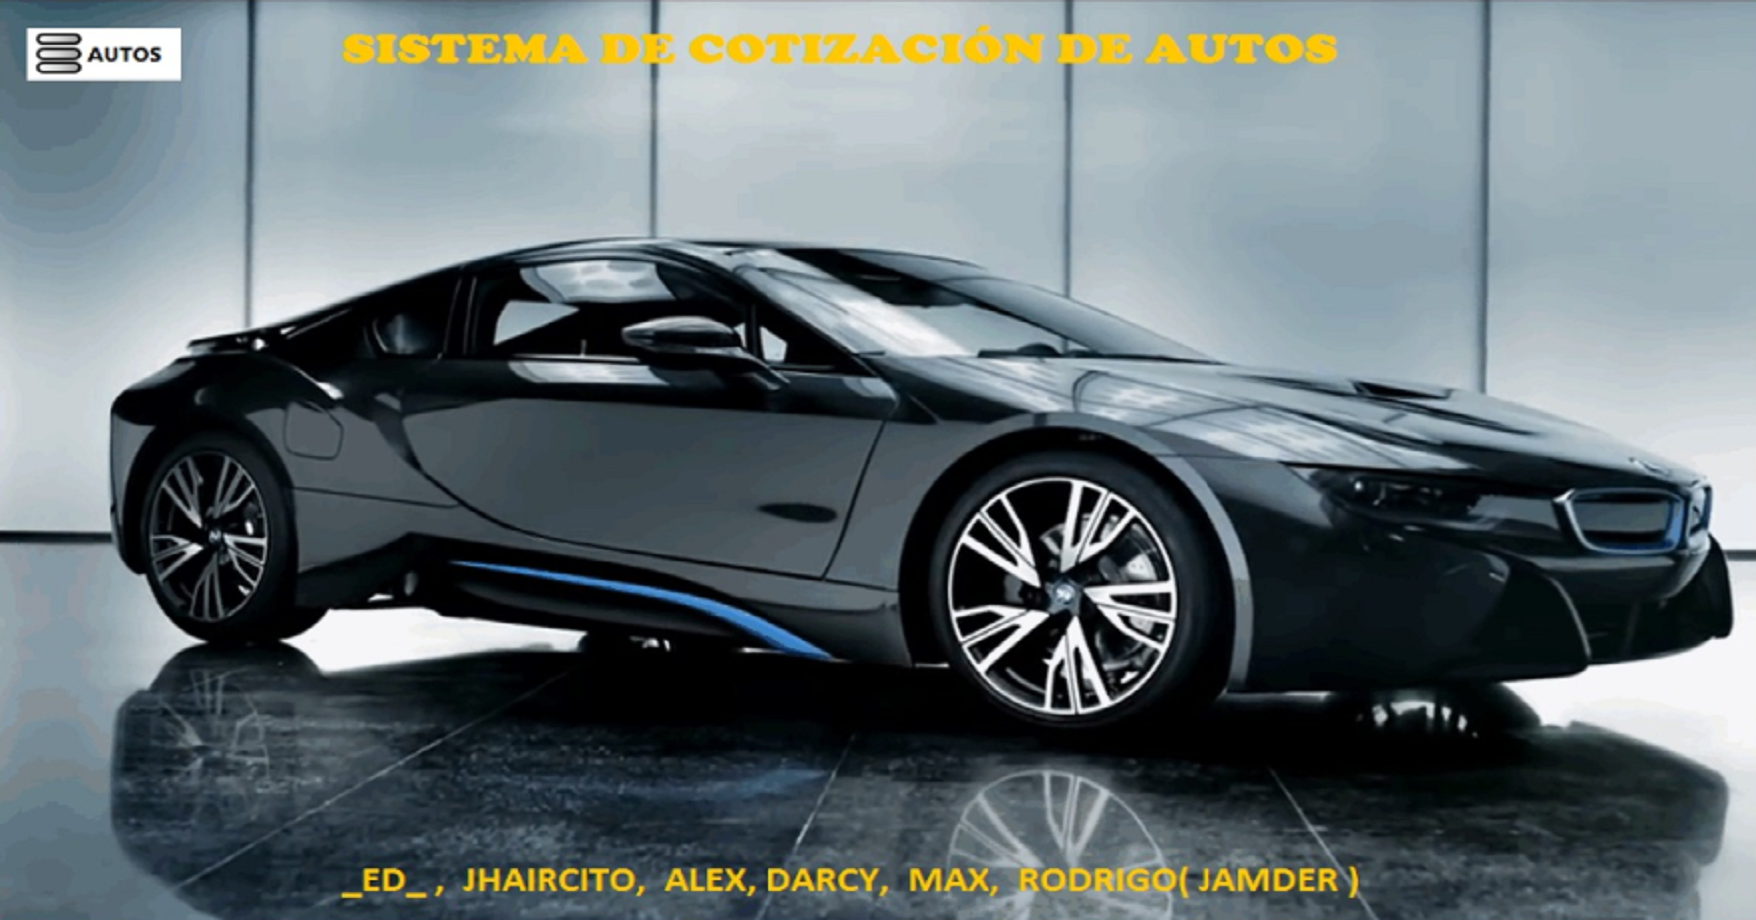 AUTOS
SISTEMA DE COTIZACIÓN DE AUTOS
_ED_ , JHAIRCITO, ALEX, DARCY, MAX, RODRIGO( JAMDER )